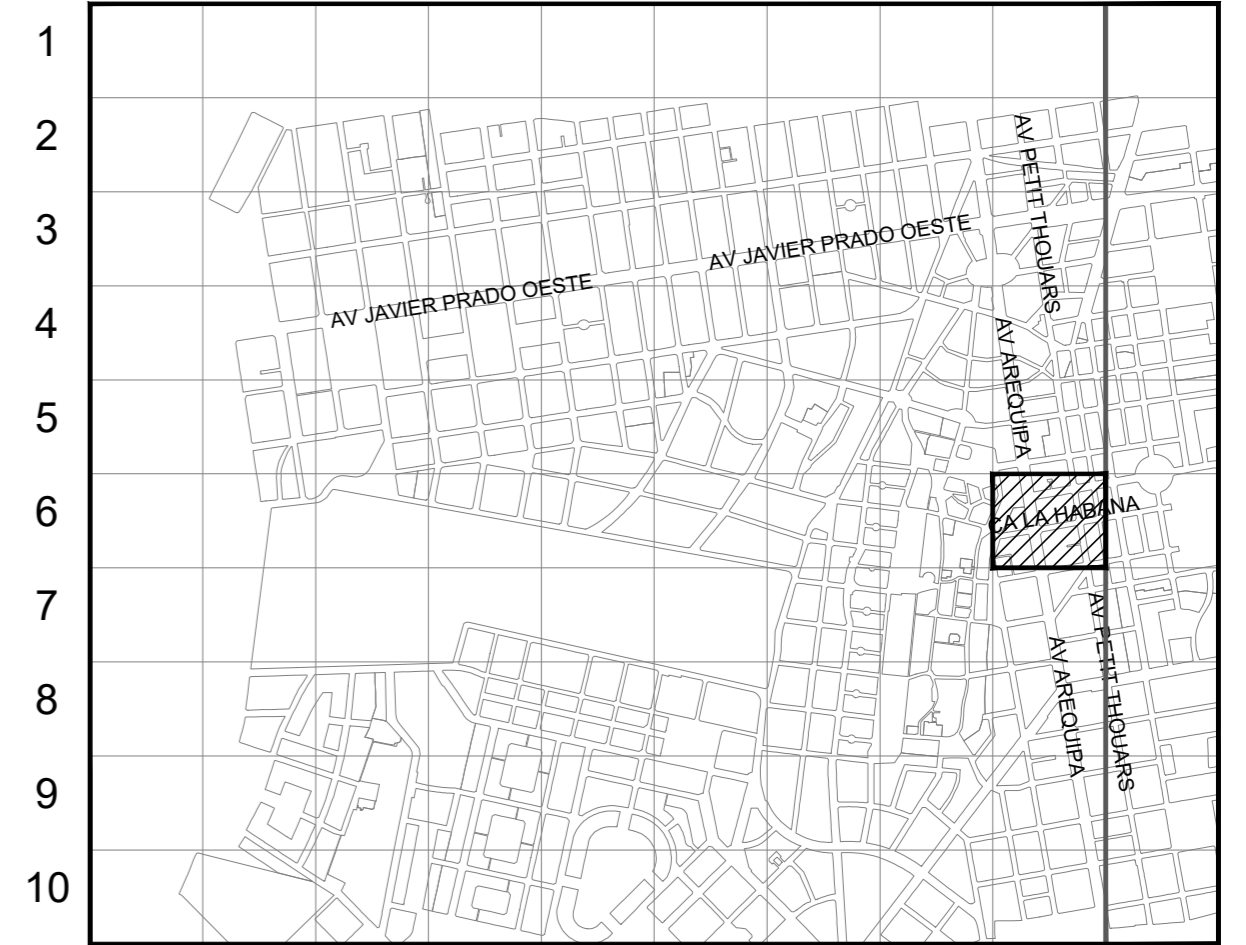 1
2
AV PETIT THOUARS
3
AV JAVIER PRADO OESTE
AV JAVIER PRADO OESTE
4
AV AREQUIPA
5
6
CA LA HABANA
7
AV PETIT THOUARS
AV AREQUIPA
8
9
10